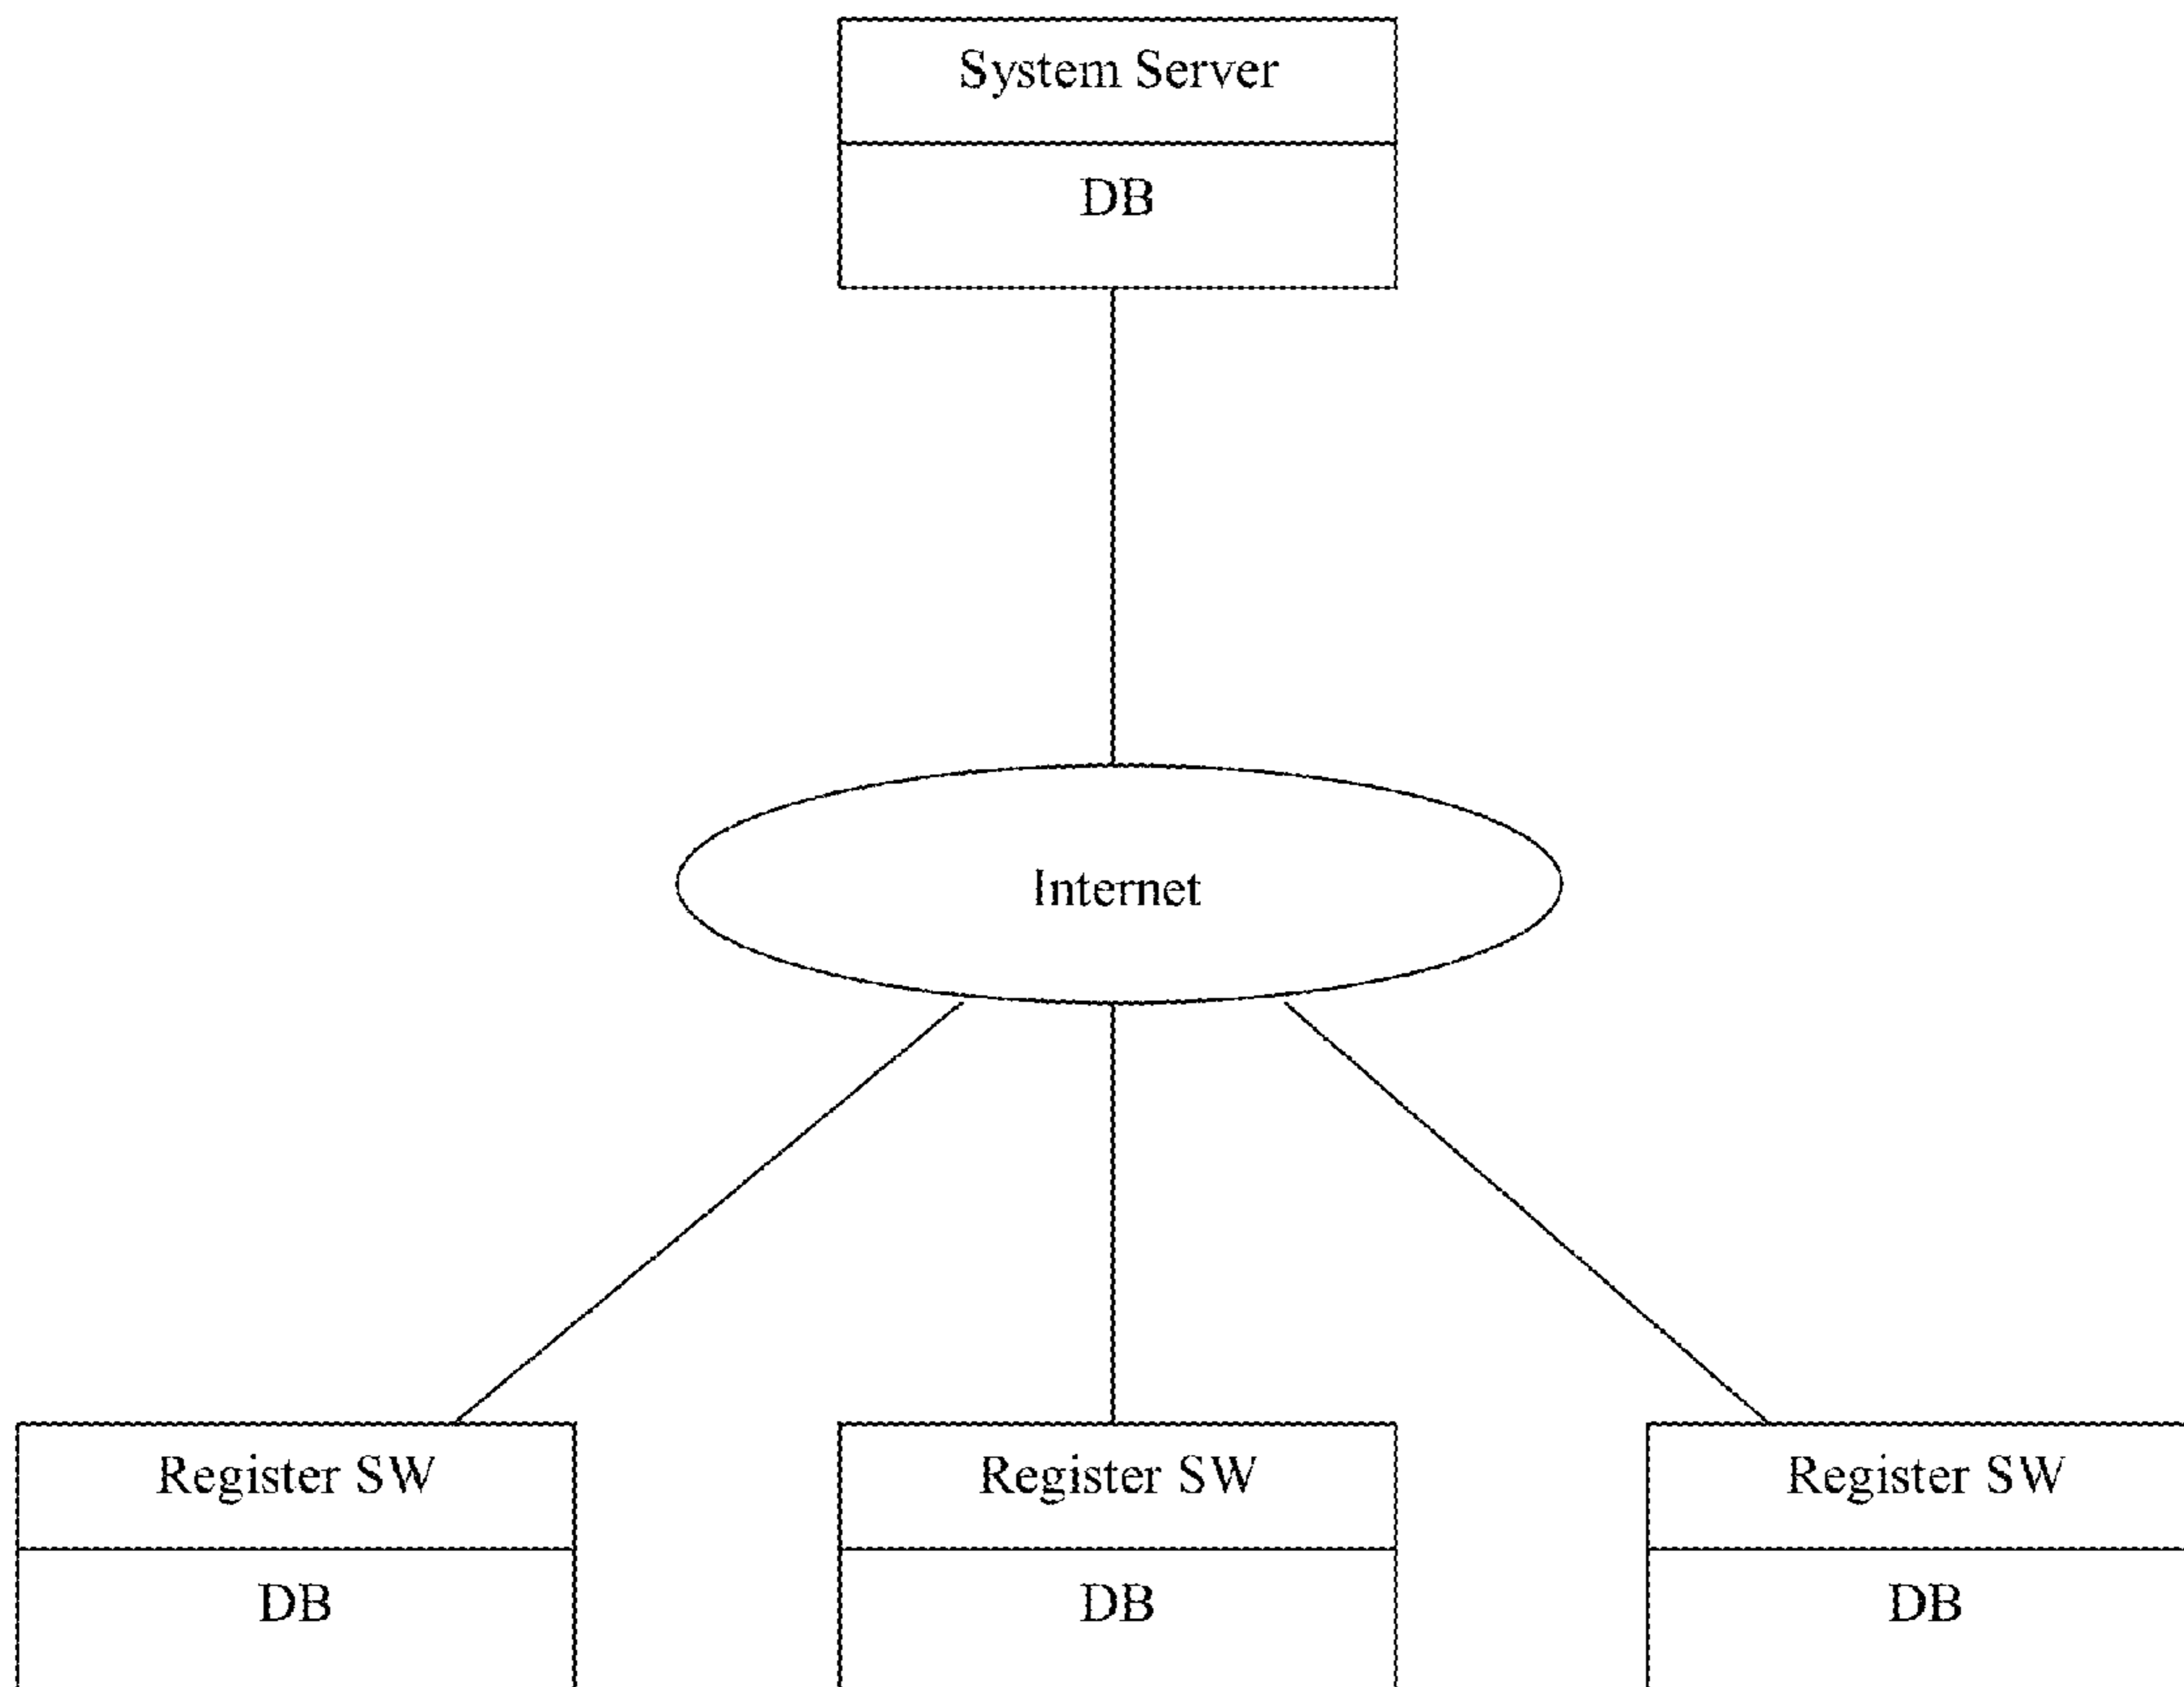 System Server
DB
Internet
Register SW
Register SW
Register SW
DB
DB
DB